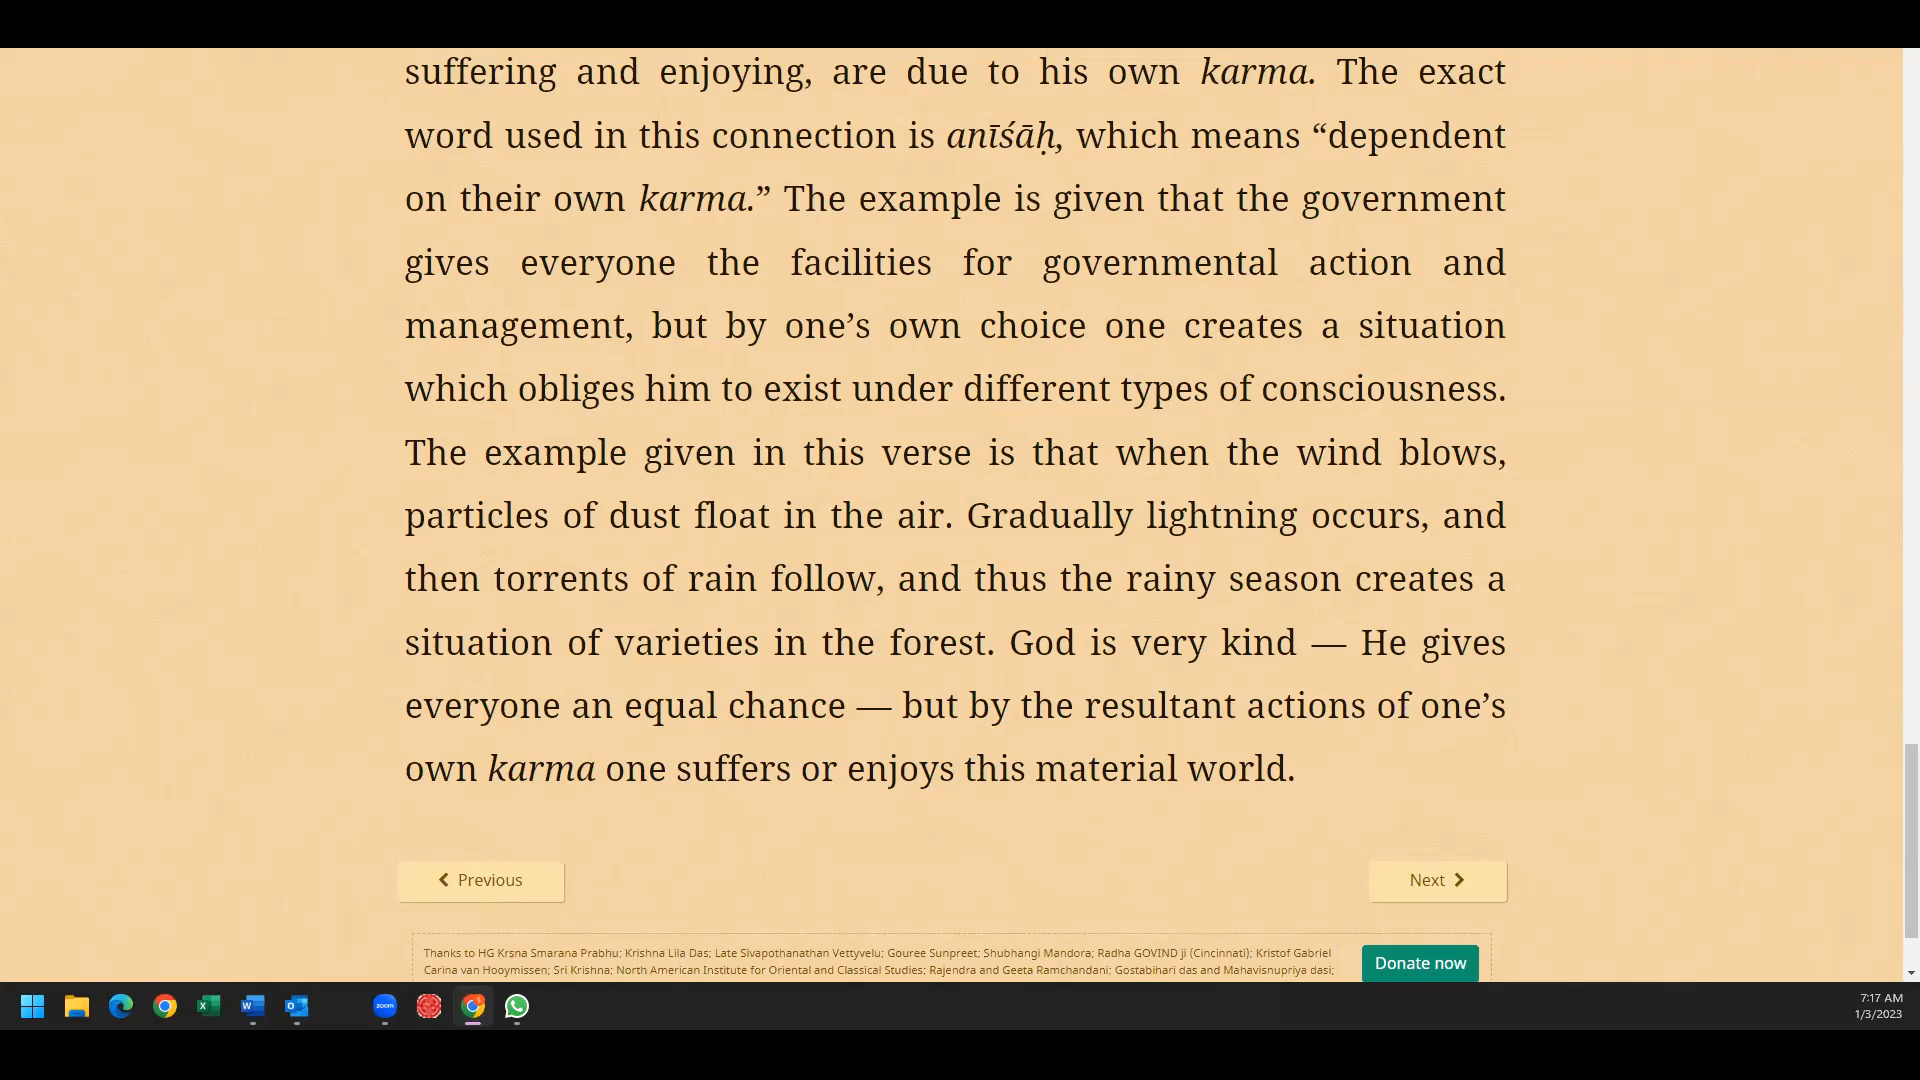 suffering and enjoying, are due to his own karma. The exact
word used in this connection is anīśāḥ, which means “dependent
on their own karma.” The example is given that the government
gives everyone the facilities for governmental action and
management, but by one’s own choice one creates a situation
which obliges him to exist under different types of consciousness.
The example given in this verse is that when the wind blows,
particles of dust float in the air. Gradually lightning occurs, and
then torrents of rain follow, and thus the rainy season creates a
situation of varieties in the forest. God is very kind — He gives
everyone an equal chance — but by the resultant actions of one’s
own karma one suffers or enjoys this material world.
Previous
Next
Thanks to HG Krsna Smarana Prabhu; Krishna Lila Das; Late Sivapothanathan Vettyvelu; Gouree Sunpreet; Shubhangi Mandora; Radha GOVIND ji (Cincinnati); Kristof Gabriel
Carina van Hooymissen; Sri Krishna; North American Institute for Oriental and Classical Studies; Rajendra and Geeta Ramchandani; Gostabihari das and Mahavisnupriya dasi;
Donate now
zoom
7:17 AM
1/3/2023